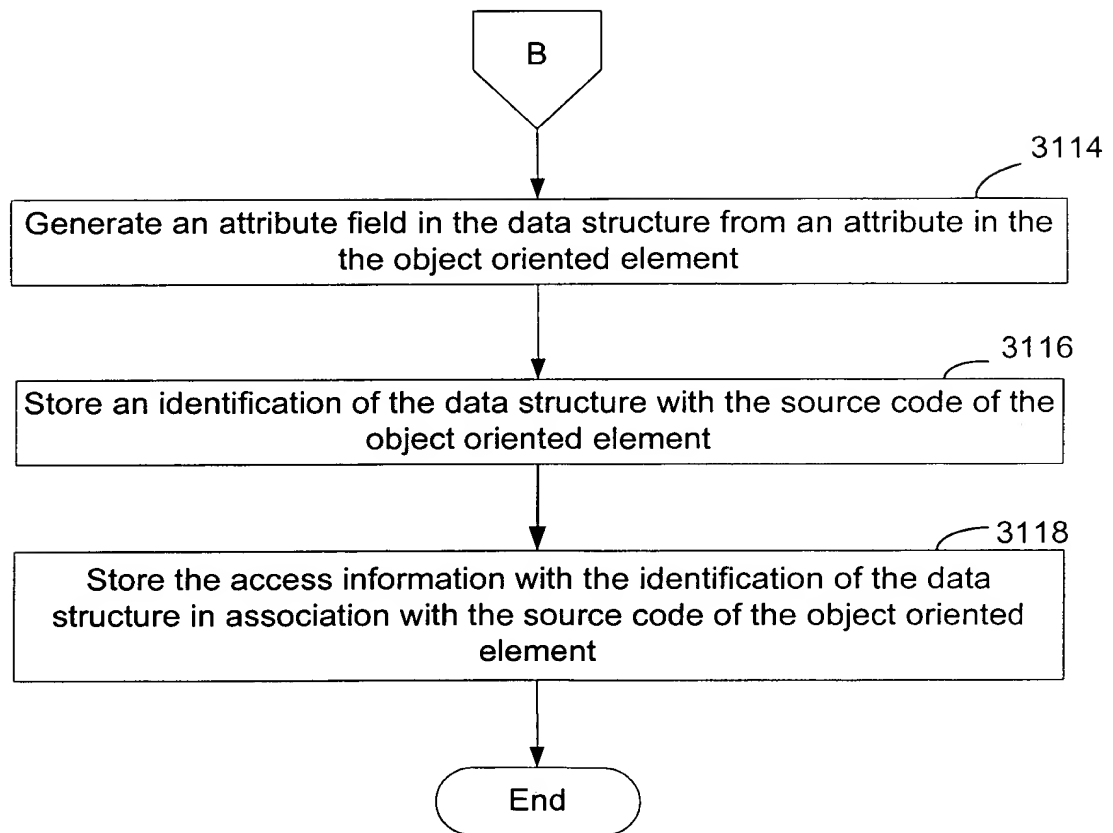 B
3114
Generate an attribute field in the data structure from an attribute in the
the object oriented element
3116
Store an identification of the data structure with the source code of the
object oriented element
3118
Store the access information with the identification of the data
structure in association with the source code of the object oriented
element
End